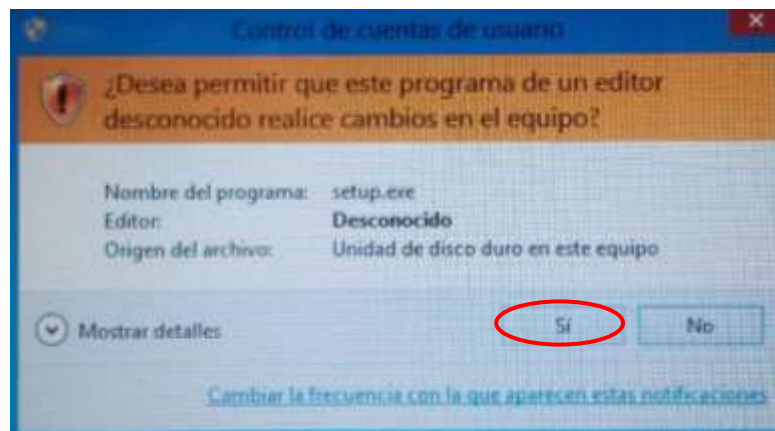 Control de cuentas de usuario
¿Desea permitir que este programa de un editor
desconocido realice cambios en el equipo?
Nombre del programa: setup.exe
Editor: Desconocido
Origen del archivo: Unidad de disco duro en este equipo
Mostrar detalles
Sí
No
Cambiar la frecuencia con la que aparecen estas notificaciones